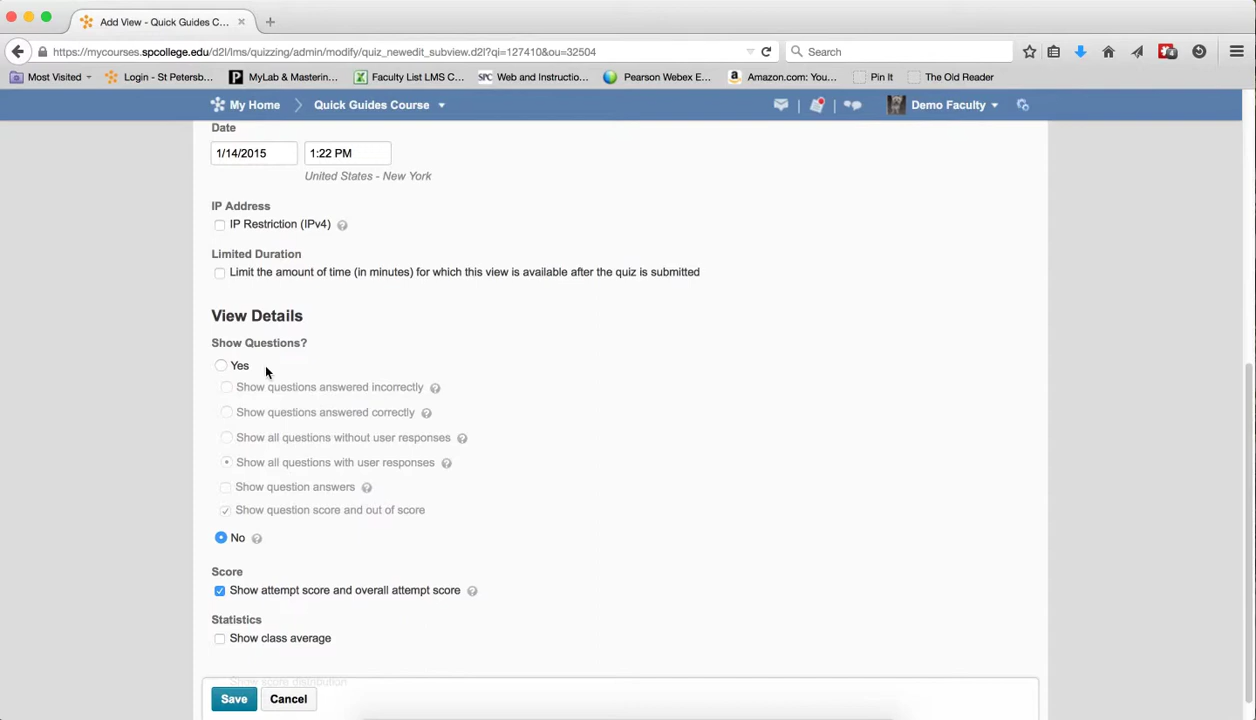 Add View - Quick Guides C...
https://mycourses.spcollege.edu/d2l/lms/quizzing/admin/modify/quiz_newedit_subview.d2l?qi=127410&ou=32504
Search
Most Visited
Login - St Petersb...
MyLab & Mastering...
Faculty List LMS C...
SPC
Web and Instructio...
Pearson Webex E...
Amazon.com: You...
Pin It
The Old Reader
My Home
Quick Guides Course
Demo Faculty
Date
1/14/2015
1:22 PM
United States - New York
IP Address
IP Restriction (IPv4)
Limited Duration
Limit the amount of time (in minutes) for which this view is available after the quiz is submitted
View Details
Show Questions?
Yes
Show questions answered incorrectly
Show questions answered correctly
Show all questions without user responses
Show all questions with user responses
Show question answers
Show question score and out of score
No
Score
Show attempt score and overall attempt score
Statistics
Show class average
Show score distribution
Save
Cancel